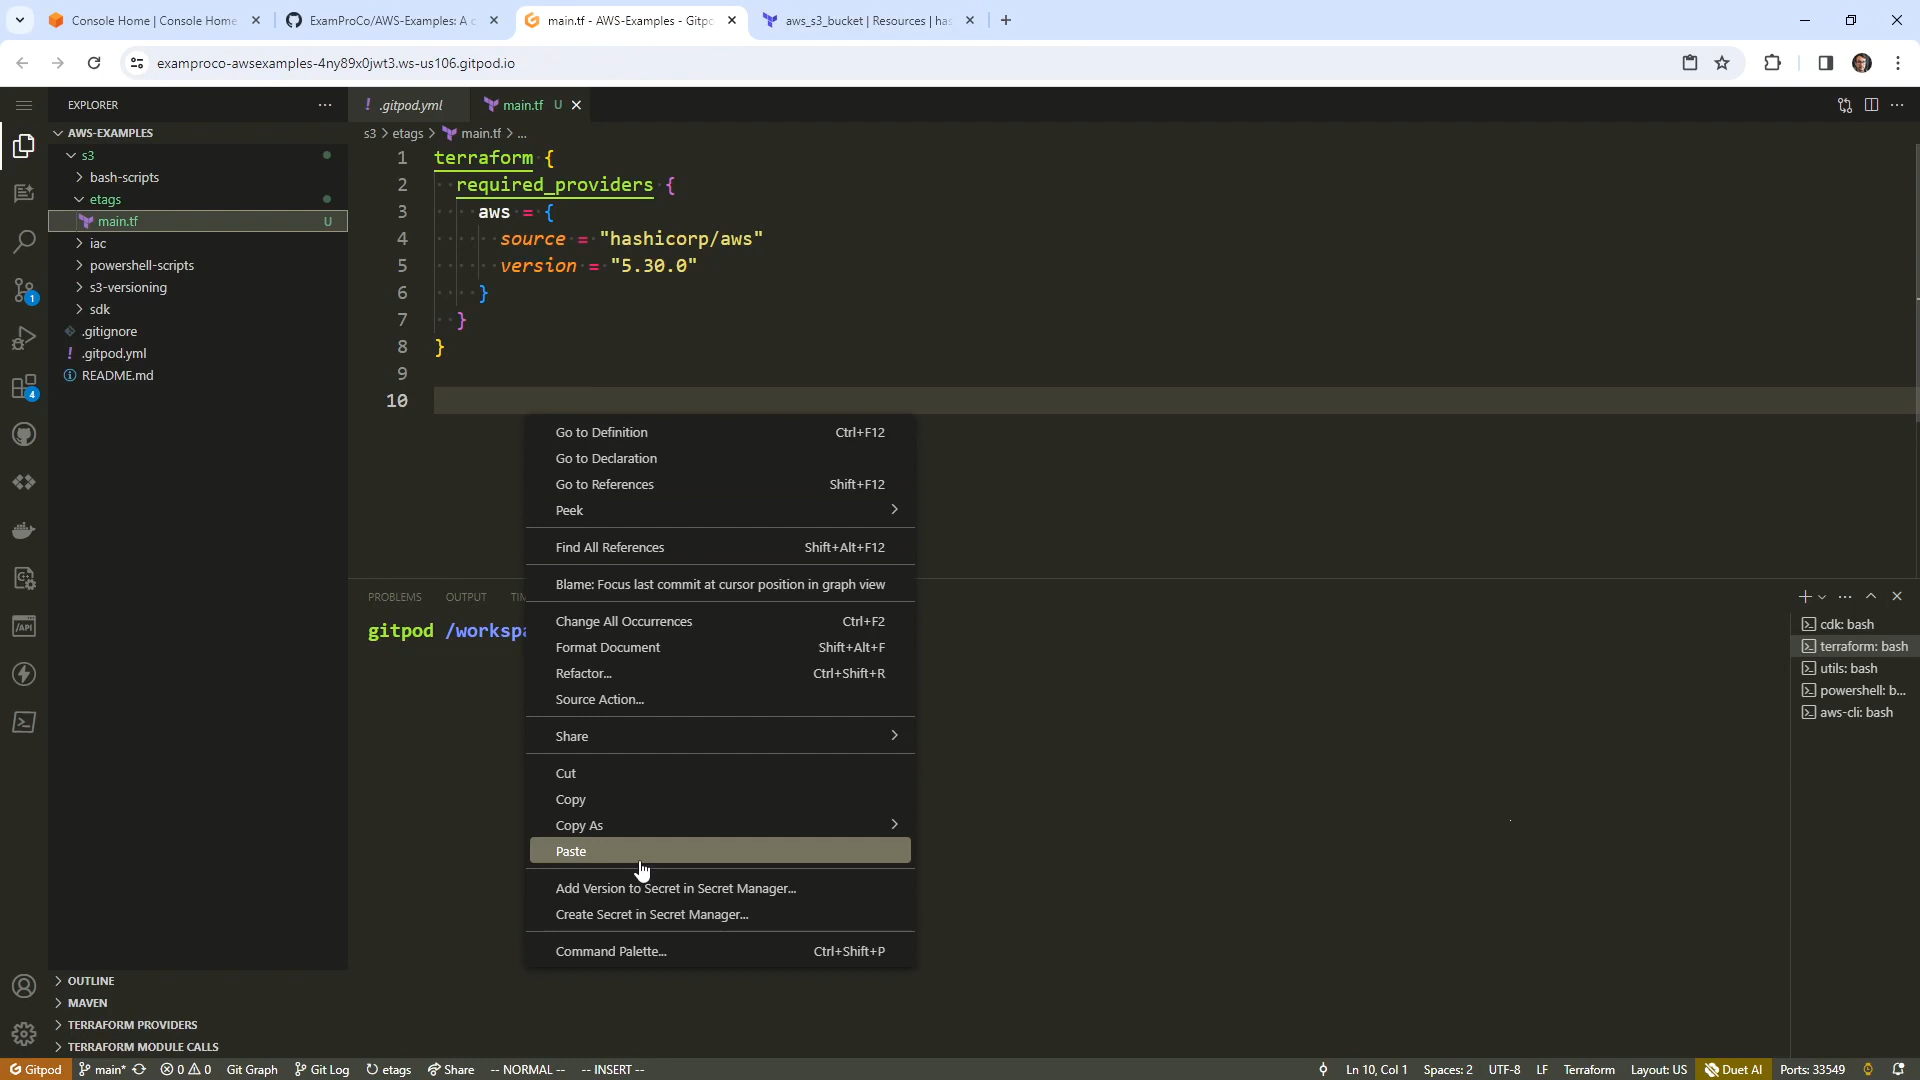 Console Home | Console Home
ExamProCo/AWS-Examples: A c
main.tf - AWS-Examples - Gitpo
aws_s3_bucket | Resources | has
examproco-awsexamples-4ny89x0jwt3.ws-us106.gitpod.io
EXPLORER
.gitpod.yml
main.tf U
AWS-EXAMPLES
s3 > etags > main.tf > ...
s3
bash-scripts
etags
main.tf U
iac
powershell-scripts
s3-versioning
sdk
.gitignore
.gitpod.yml
README.md
1 terraform {
2 required_providers {
3 aws = {
4 source = "hashicorp/aws"
5 version = "5.30.0"
6 }
7 }
8 }
9
10
Go to Definition Ctrl+F12
Go to Declaration
Go to References Shift+F12
Peek
Find All References Shift+Alt+F12
Blame: Focus last commit at cursor position in graph view
Change All Occurrences Ctrl+F2
Format Document Shift+Alt+F
Refactor... Ctrl+Shift+R
Source Action...
Share
Cut
Copy
Copy As
Paste
Add Version to Secret in Secret Manager...
Create Secret in Secret Manager...
Command Palette... Ctrl+Shift+P
PROBLEMS OUTPUT
gitpod /workspa
cdk: bash
terraform: bash
utils: bash
powershell: b...
aws-cli: bash
1
4
/API
OUTLINE
MAVEN
TERRAFORM PROVIDERS
TERRAFORM MODULE CALLS
Gitpod main* 0 0 Git Graph Git Log etags Share -- NORMAL -- -- INSERT -- Ln 10, Col 1 Spaces: 2 UTF-8 LF Terraform Layout: US Duet AI Ports: 33549